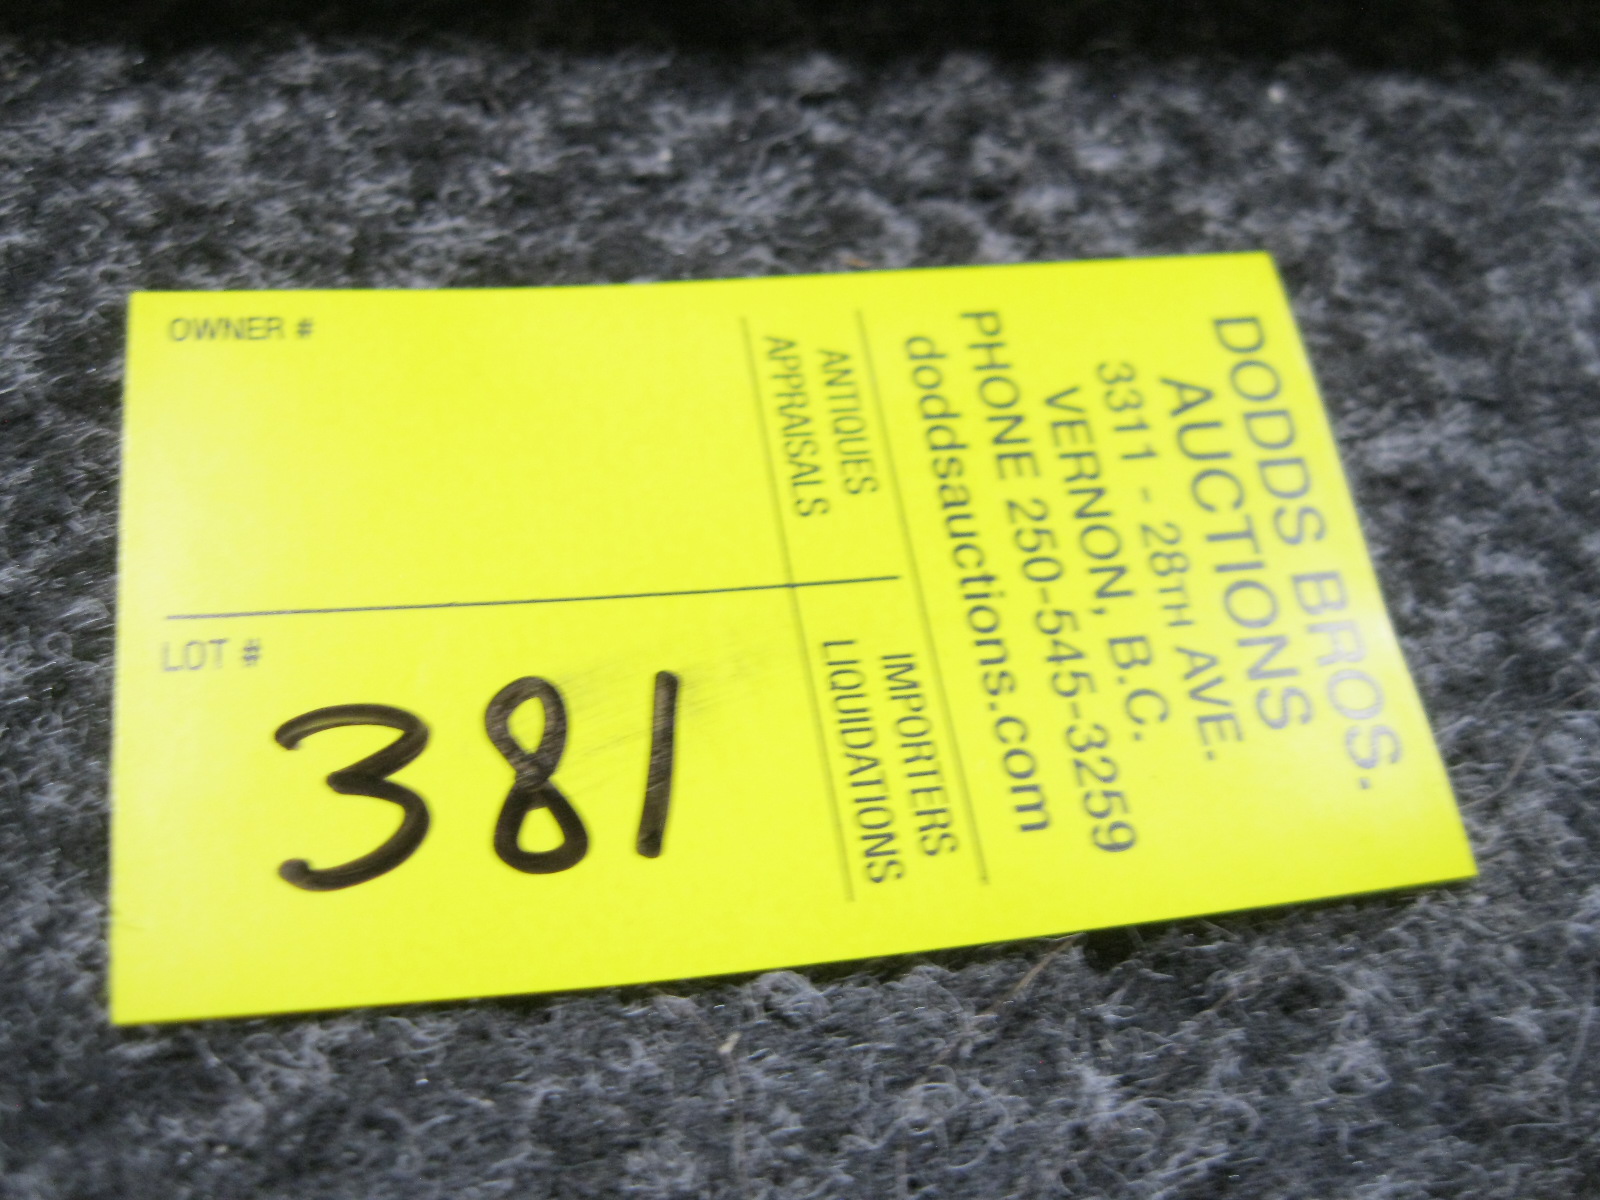 DODDS BROS.
AUCTIONS
3311 - 28TH AVE.
VERNON, B.C.
PHONE 250-545-3259
doddsauctions.com
ANTIQUES IMPORTERS
APPRAISALS LIQUIDATIONS
OWNER #
LOT #
381